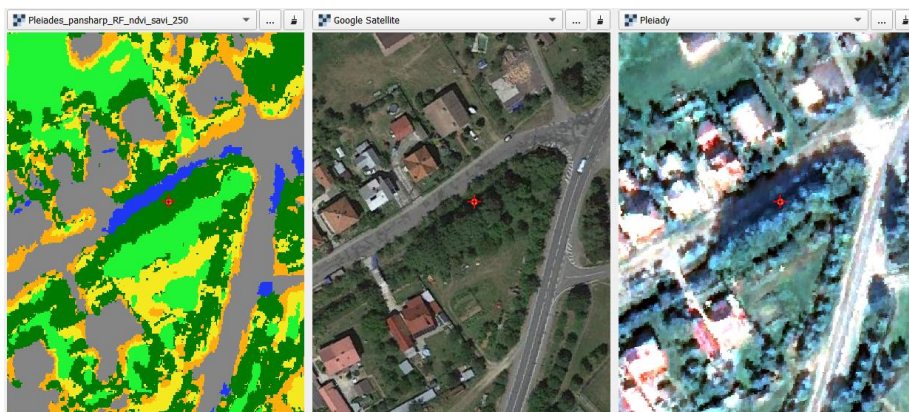 Pleiades_pansharp_RF_ndvi_savi_250
...
Google Satellite
...
Pleiady
...